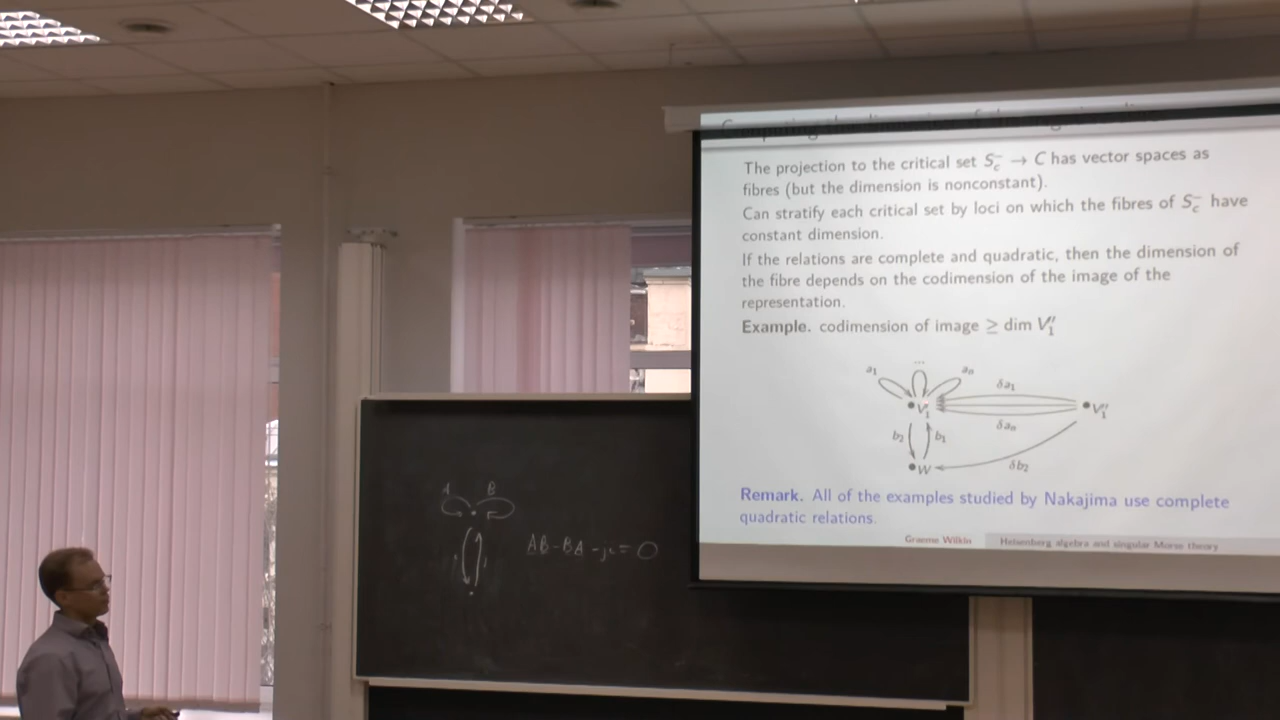 The projection to the critical set S_c^- → C has vector spaces as
fibres (but the dimension is nonconstant).
Can stratify each critical set by loci on which the fibres of S_c^- have
constant dimension.
If the relations are complete and quadratic, then the dimension of
the fibre depends on the codimension of the image of the
representation.
Example. codimension of image ≥ dim V_1''
a_1 ... a_n
δa_1
V_1' V_1''
δa_n
b_2 b_1
δb_2
W
Remark. All of the examples studied by Nakajima use complete
quadratic relations.
Graeme Wilkin Heisenberg algebra and singular Morse theory
A B
AB-BA-ji=0